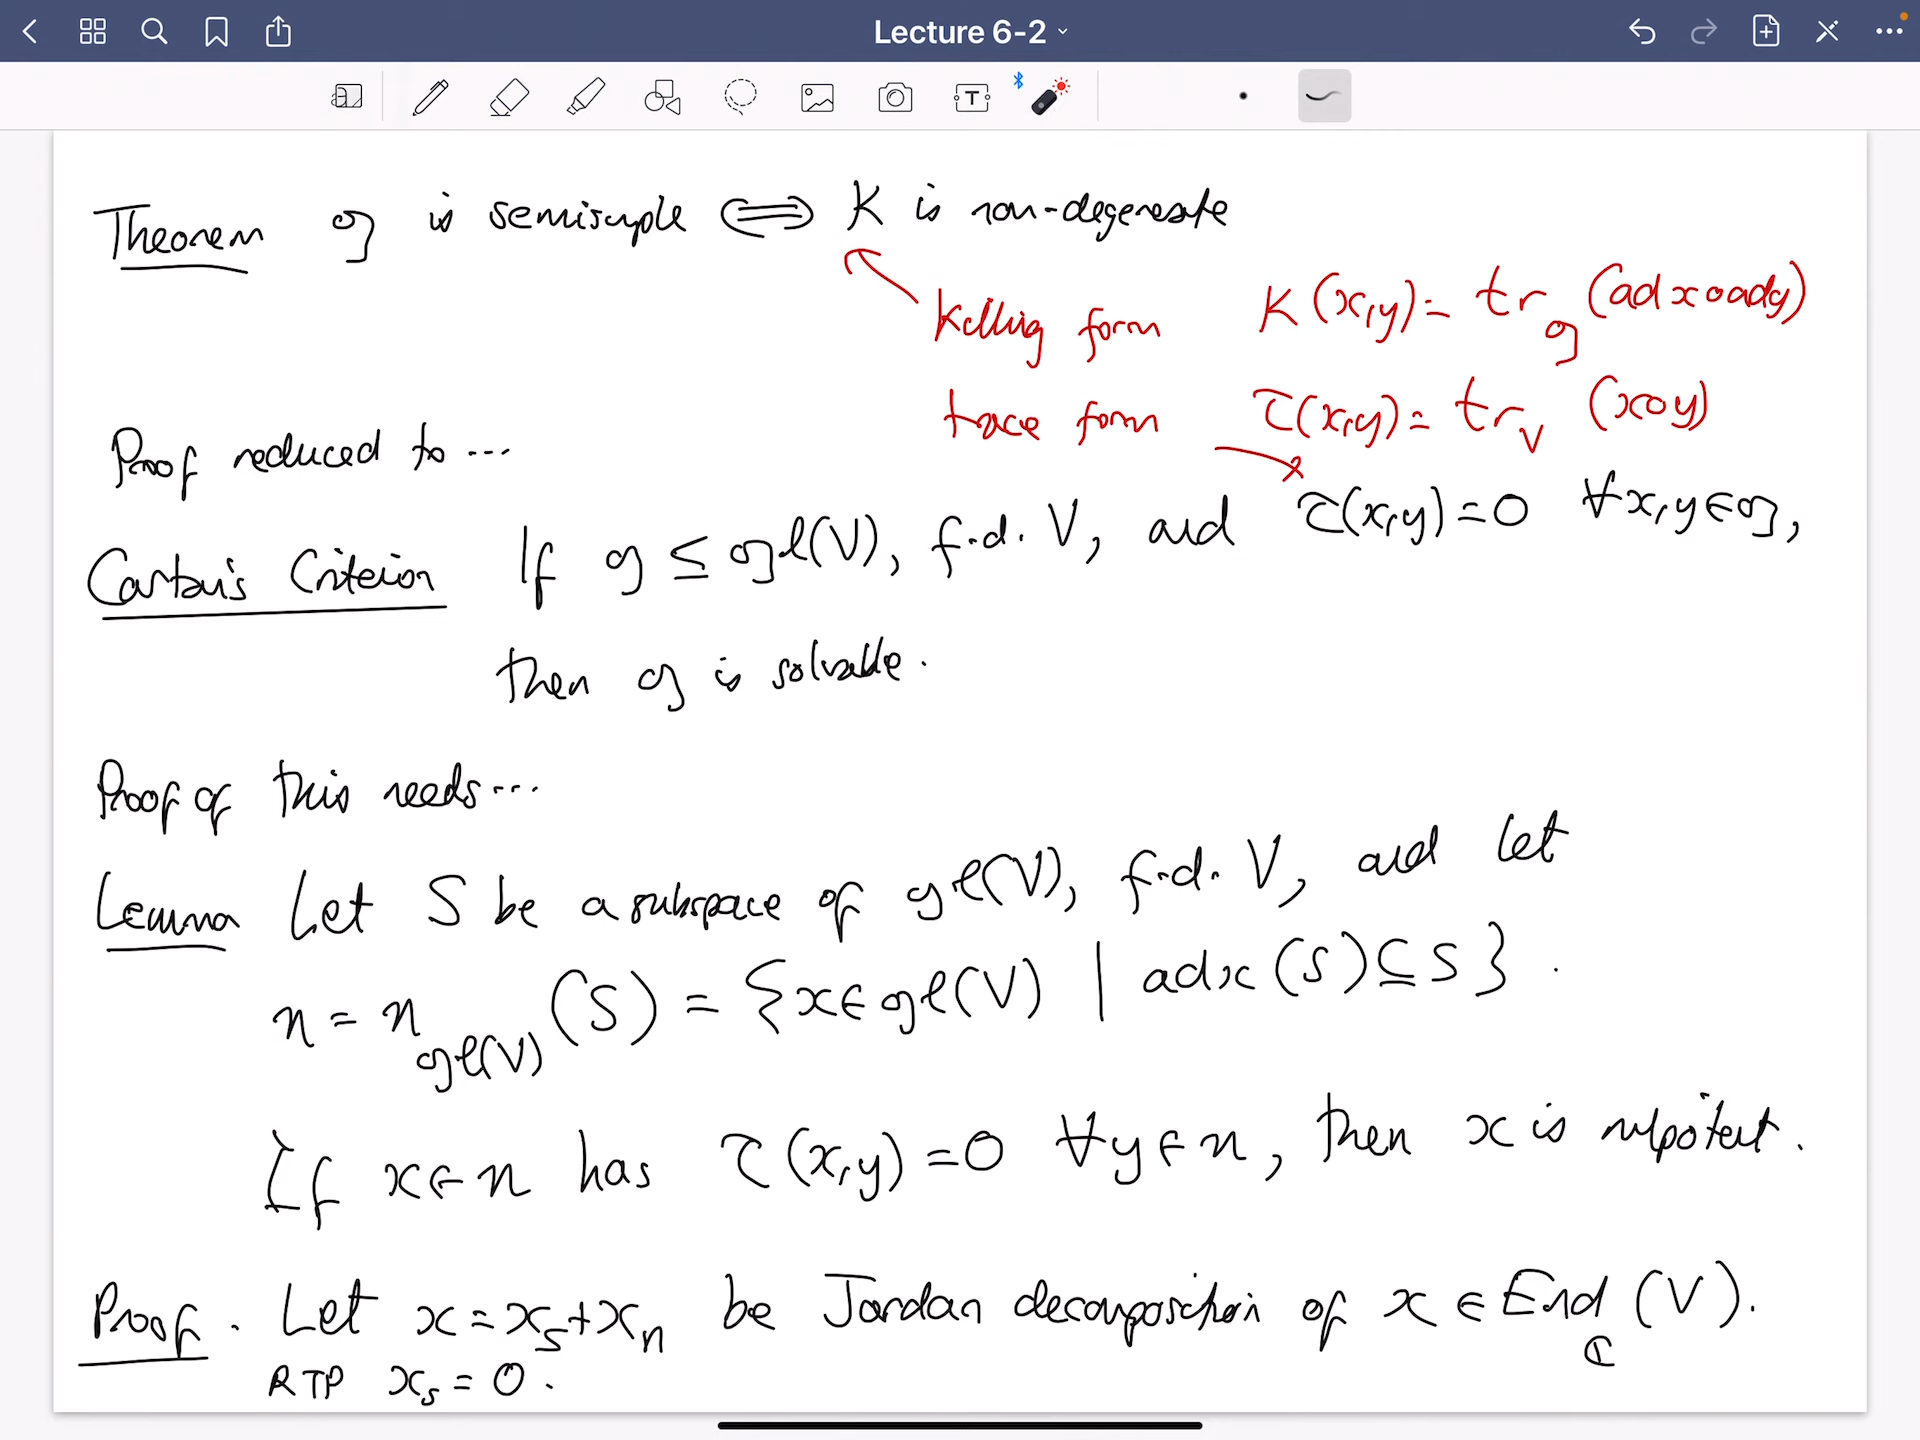 Lecture 6-2
Theorem 𝔤 is semisimple ⟺ K is non-degenerate
Killing form K(x,y) = tr_𝔤 (ad x ∘ ad y)
trace form τ(x,y) = tr_V (x∘y)
Proof reduced to ...
Cartan's Criterion If 𝔤 ≤ 𝔤l(V), f.d. V, and τ(x,y)=0 ∀x,y∈𝔤,
then 𝔤 is solvable.
Proof of this needs...
Lemma Let S be a subspace of 𝔤l(V), f.d. V, and let
n = n_𝔤l(V) (S) = {x∈𝔤l(V) | ad x (S) ⊆ S}.
If x∈n has τ(x,y)=0 ∀y∈n, then x is nilpotent.
Proof. Let x = x_s + x_n be Jordan decomposition of x ∈ End_ℂ (V).
RTP x_s = 0.